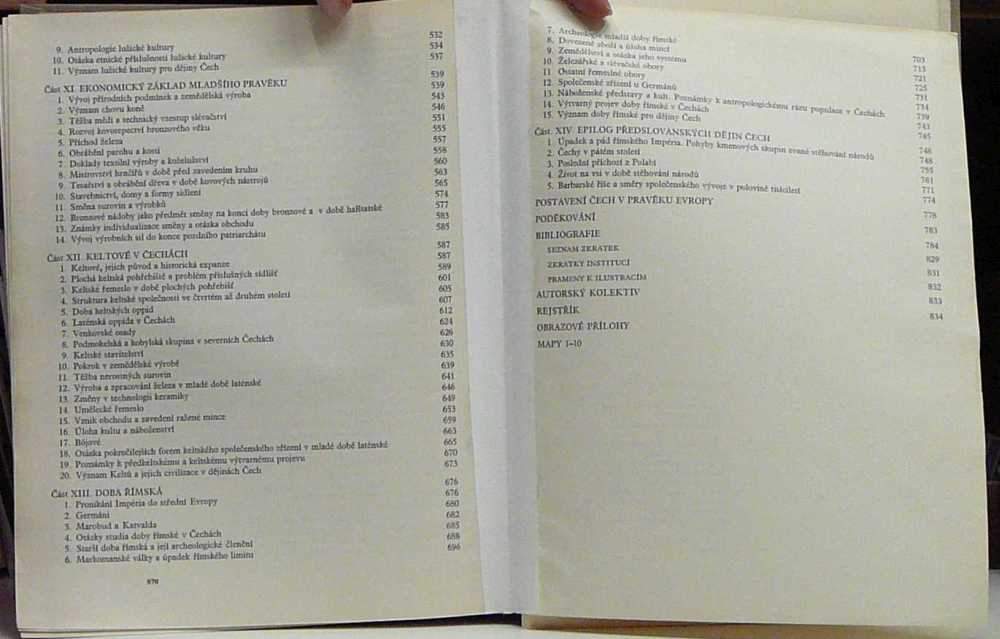 9. Antropologie lužické kultury 532
10. Otázka etnické příslušnosti lužické kultury 534
11. Význam lužické kultury pro dějiny Čech 537
Část XI. EKONOMICKÝ ZÁKLAD MLADŠÍHO PRAVĚKU 539
1. Vývoj přírodních podmínek a zemědělská výroba 539
2. Význam chovu koně 543
3. Těžba mědi a technický vzestup slévačství 546
4. Rozvoj kovotepectví bronzového věku 551
5. Příchod železa 555
6. Obrábění parohu a kosti 557
7. Doklady textilní výroby a koželužství 558
8. Mistrovství hrnčířů v době před zavedením kruhu 560
9. Tesařství a obrábění dřeva v době kovových nástrojů 563
10. Stavebnictví, domy a formy sídlení 565
11. Směna surovin a výrobků 574
12. Bronzové nádoby jako předmět směny na konci doby bronzové a v době halštatské 577
13. Známky individualizace směny a otázka obchodu 583
14. Vývoj výrobních sil do konce pozdního patriarchátu 585
Část XII. KELTOVÉ V ČECHÁCH 587
1. Keltové, jejich původ a historická expanze 587
2. Plochá keltská pohřebiště a problém příslušných sídlišť 589
3. Keltské řemeslo v době plochých pohřebišť 601
4. Struktura keltské společnosti ve čtvrtém až druhém století 605
5. Doba keltských oppid 607
6. Laténská oppida v Čechách 612
7. Venkovské osady 624
8. Podmokelská a kobylská skupina v severních Čechách 626
9. Keltské stavitelství 630
10. Pokrok v zemědělské výrobě 635
11. Těžba nerostných surovin 639
12. Výroba a zpracování železa v mladé době laténské 641
13. Změny v technologii keramiky 646
14. Umělecké řemeslo 649
15. Vznik obchodu a zavedení ražené mince 653
16. Úloha kultu a náboženství 659
17. Bójové 663
18. Otázka pokročilejších forem keltského společenského zřízení v mladé době laténské 665
19. Poznámky k předkeltskému a keltskému výtvarnému projevu 670
20. Význam Keltů a jejich civilizace v dějinách Čech 673
Část XIII. DOBA ŘÍMSKÁ 676
1. Pronikání Impéria do střední Evropy 676
2. Germáni 680
3. Marobud a Katvalda 682
4. Otázky studia doby římské v Čechách 685
5. Starší doba římská a její archeologické členění 688
6. Markomanské války a úpadek římského limitu 696
870
7. Archeologie mladší doby římské 703
8. Dovezené zboží a úloha mincí 713
9. Zemědělství a otázka jeho systému 721
10. Železářské a slévačské obory 725
11. Ostatní řemeslné obory 731
12. Společenské zřízení u Germánů 734
13. Náboženské představy a kult. Poznámky k antropologickému rázu populace v Čechách 739
14. Výtvarný projev doby římské v Čechách 743
15. Význam doby římské pro dějiny Čech 745
Část. XIV EPILOG PŘEDSLOVANSKÝCH DĚJIN ČECH 746
1. Úpadek a pád římského Impéria. Pohyby kmenových skupin zvané stěhování národů 748
2. Čechy v pátém století 755
3. Poslední příchozí z Polabí 761
4. Život na vsi v době stěhování národů 771
5. Barbarské říše a směry společenského vývoje v polovině tisíciletí 774
POSTAVENÍ ČECH V PRAVĚKU EVROPY 778
PODĚKOVÁNÍ 783
BIBLIOGRAFIE 784
SEZNAM ZKRATEK 829
ZKRATKY INSTITUCÍ 831
PRAMENY K ILUSTRACÍM 832
AUTORSKÝ KOLEKTIV 833
REJSTŘÍK 834
OBRAZOVÉ PŘÍLOHY
MAPY 1–10